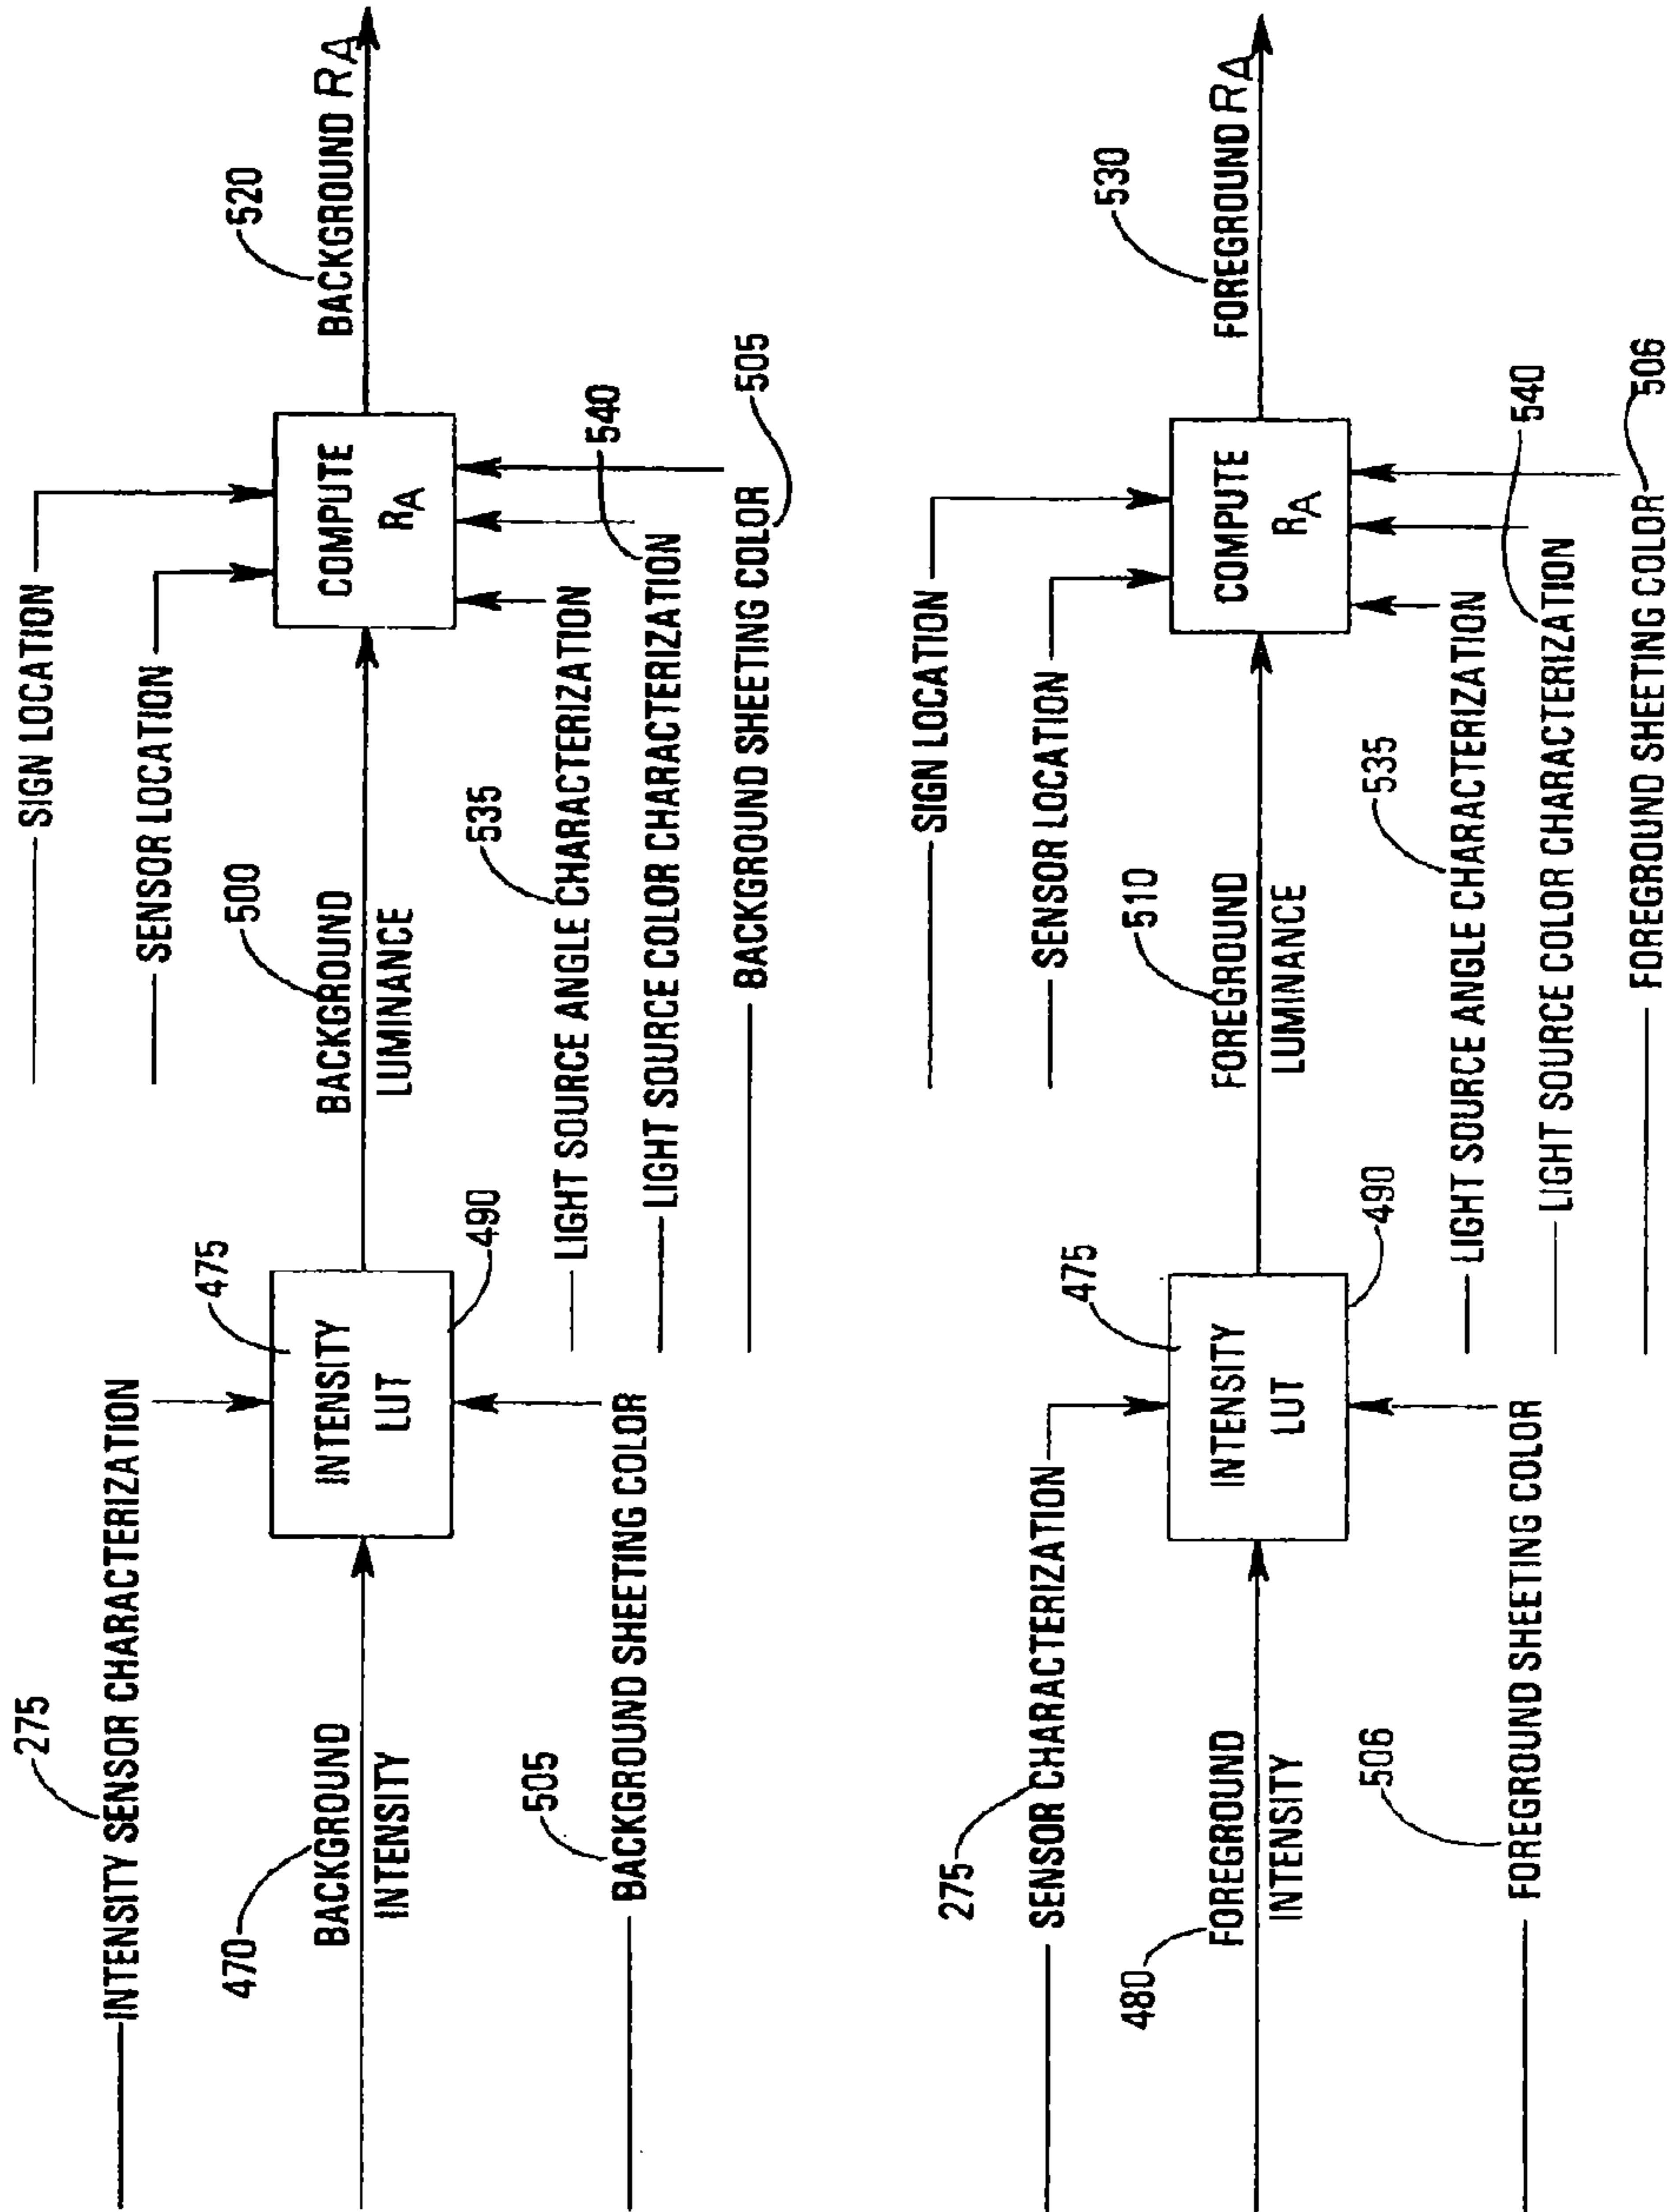 SIGN LOCATION
SENSOR LOCATION
275
INTENSITY SENSOR CHARACTERIZATION
470
BACKGROUND
INTENSITY
475
INTENSITY
LUT
490
505
BACKGROUND SHEETING COLOR
500
BACKGROUND
LUMINANCE
COMPUTE
RA
520
BACKGROUND RA
535
LIGHT SOURCE ANGLE CHARACTERIZATION
540
LIGHT SOURCE COLOR CHARACTERIZATION
BACKGROUND SHEETING COLOR
505
SIGN LOCATION
SENSOR LOCATION
275
SENSOR CHARACTERIZATION
480
FOREGROUND
INTENSITY
475
INTENSITY
LUT
490
506
FOREGROUND SHEETING COLOR
510
FOREGROUND
LUMINANCE
COMPUTE
RA
530
FOREGROUND RA
535
LIGHT SOURCE ANGLE CHARACTERIZATION
540
LIGHT SOURCE COLOR CHARACTERIZATION
FOREGROUND SHEETING COLOR
506